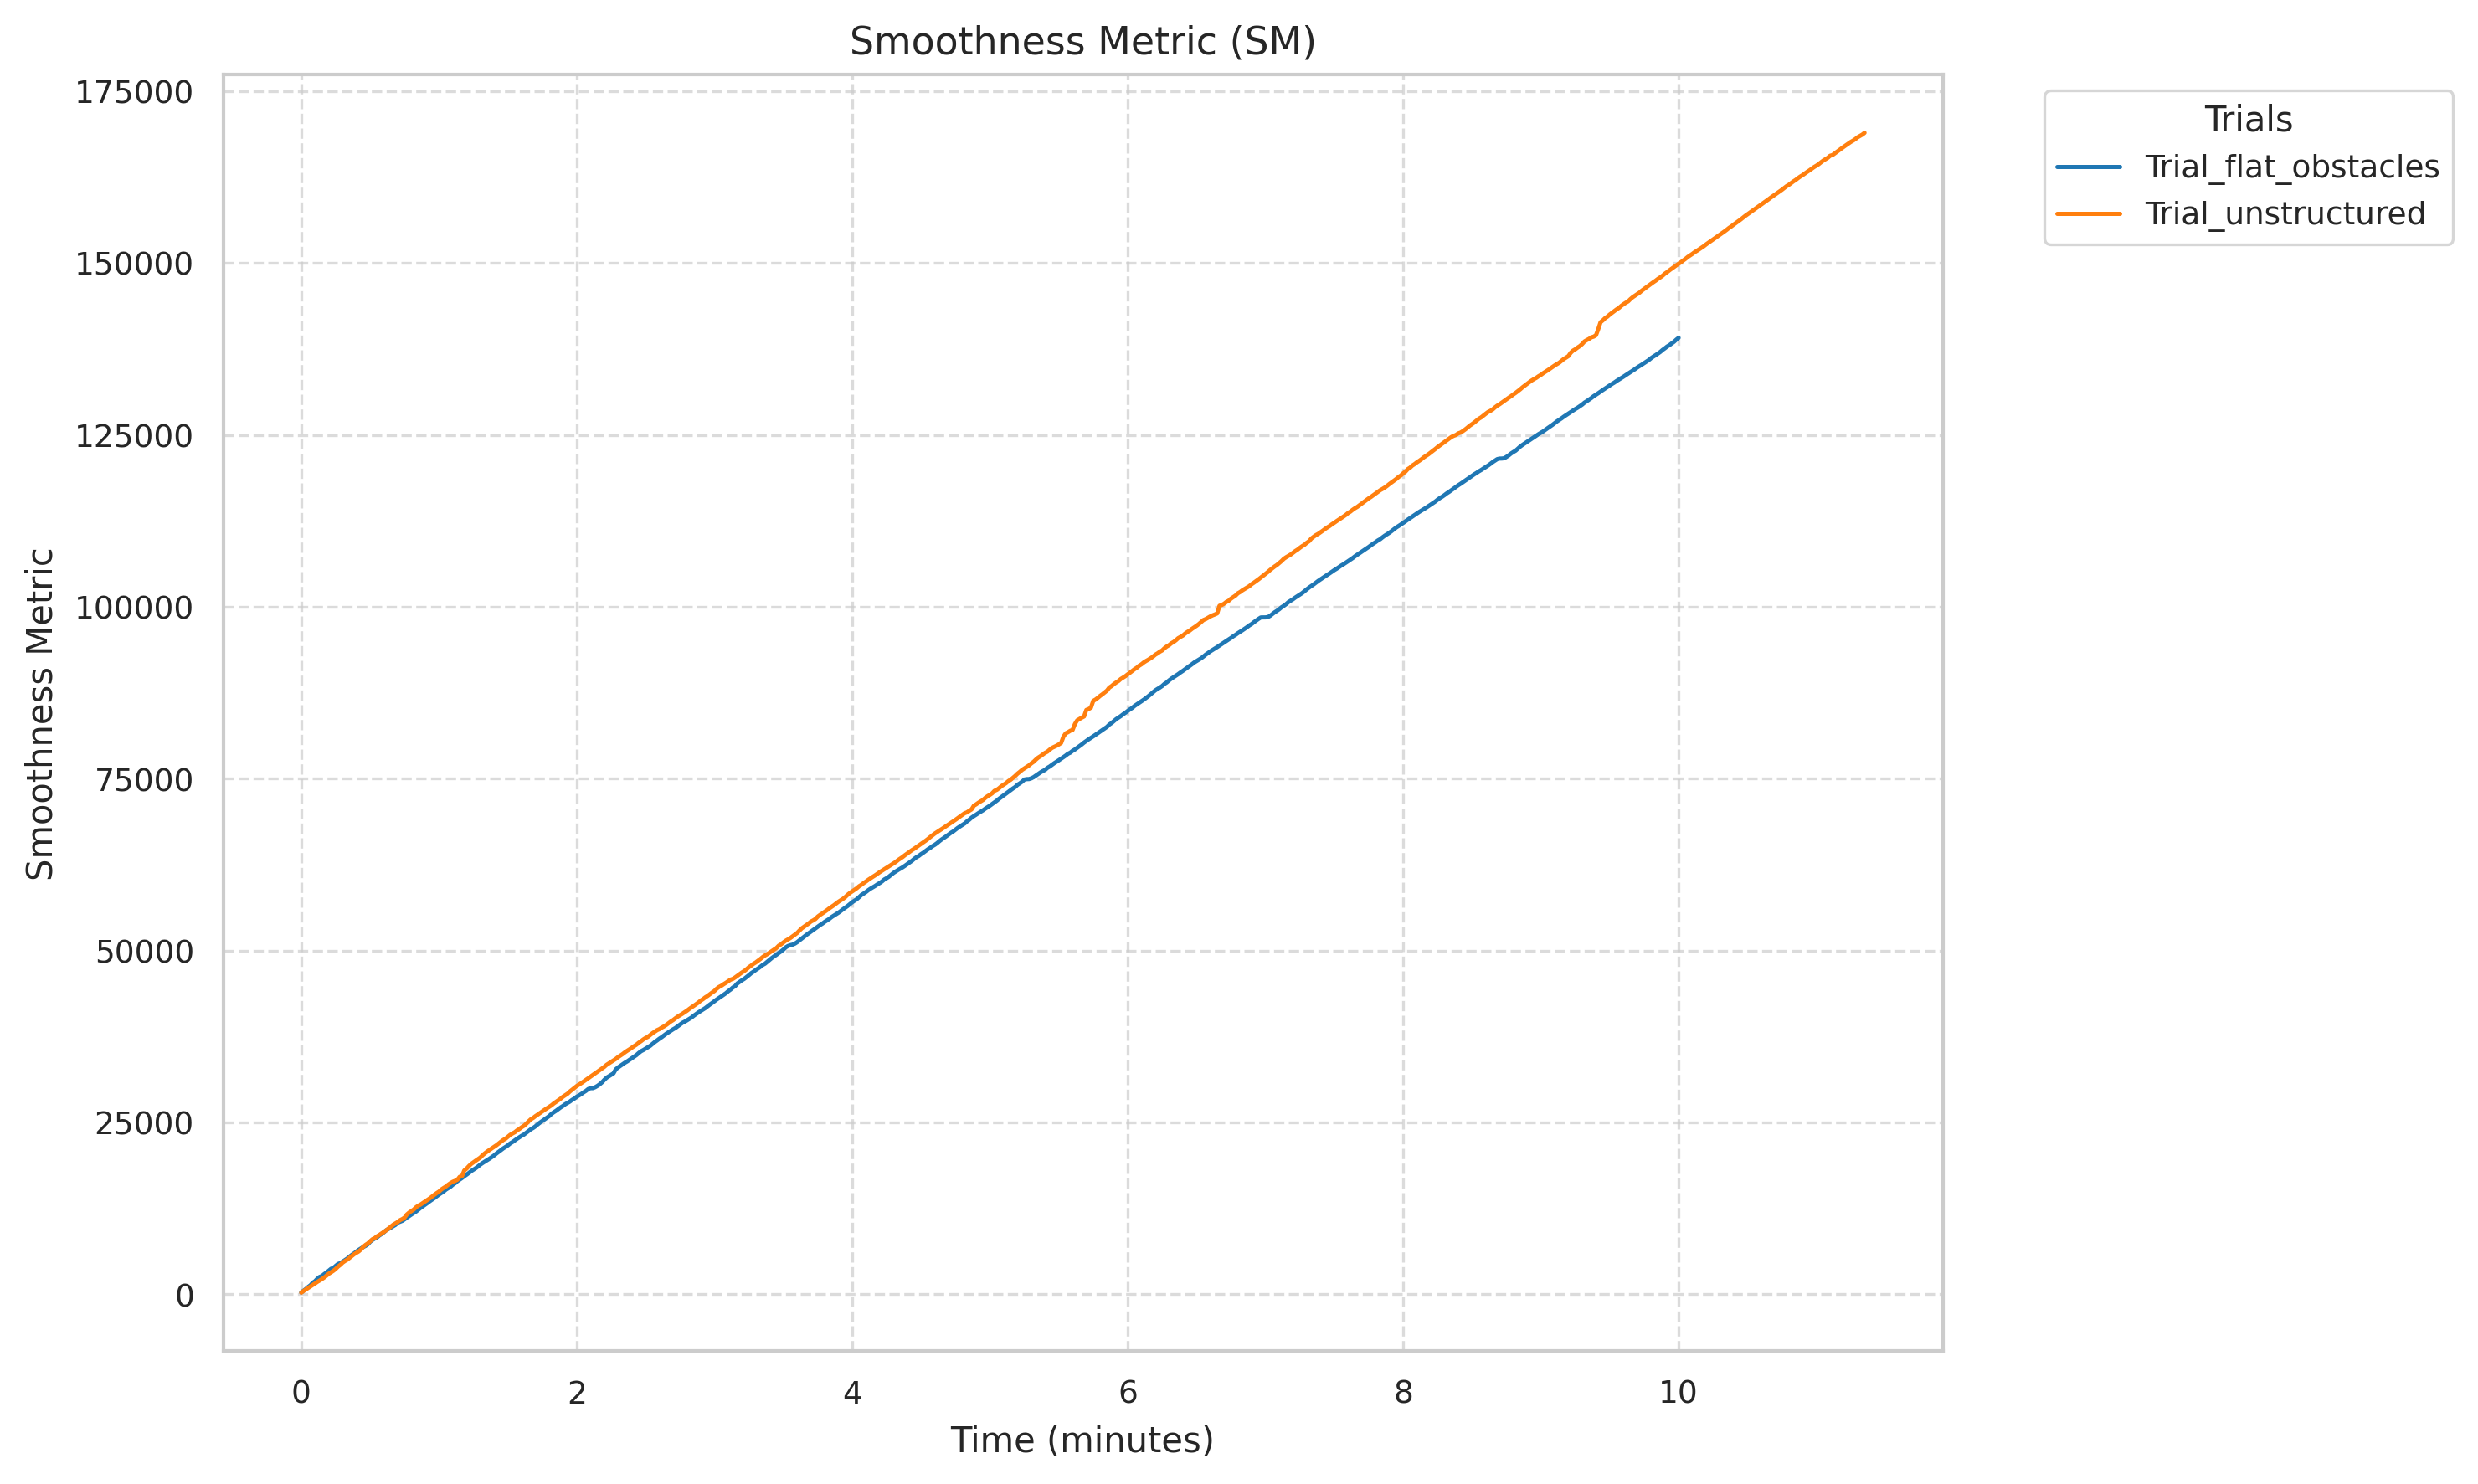 Smoothness Metric (SM)
175000
150000
125000
100000
75000
50000
25000
0
Smoothness Metric
0 2 4 6 8 10
Time (minutes)
Trials
Trial_flat_obstacles
Trial_unstructured